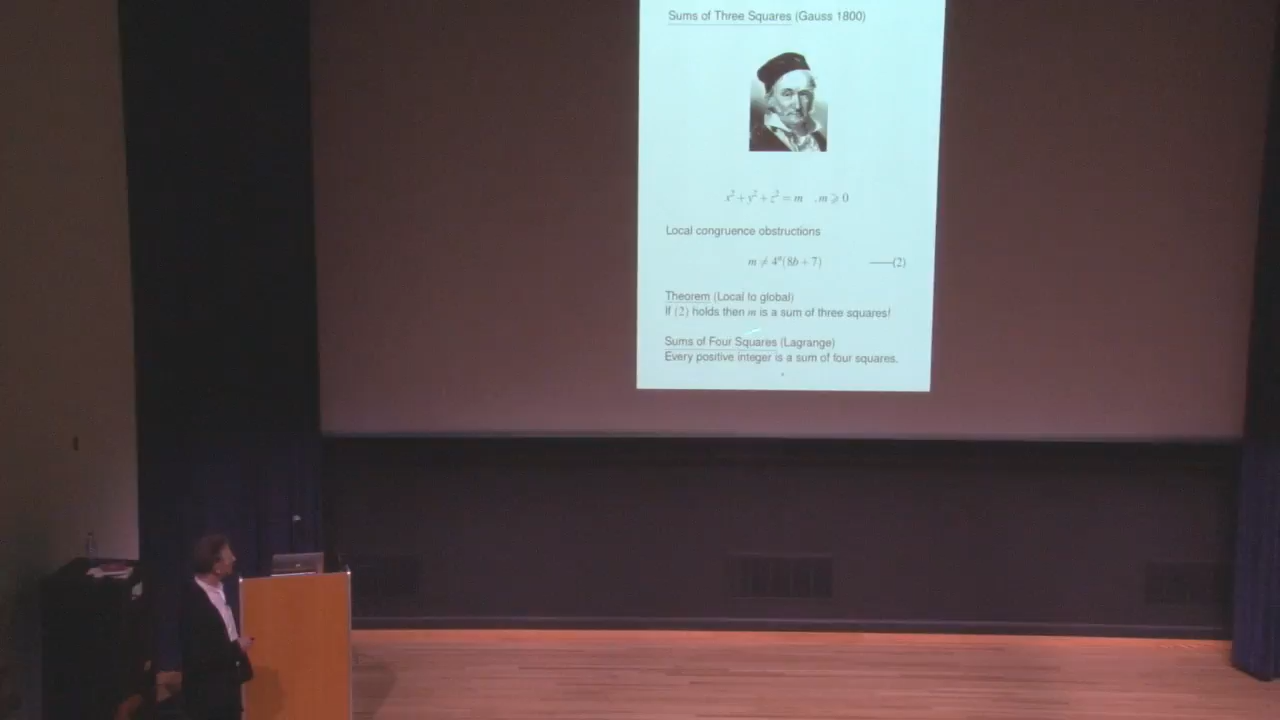 Sums of Three Squares (Gauss 1800)
x² + y² + z² = m , m ⩾ 0
Local congruence obstructions
m ≠ 4ᵃ(8b + 7) ——(2)
Theorem (Local to global)
If (2) holds then m is a sum of three squares!
Sums of Four Squares (Lagrange)
Every positive integer is a sum of four squares.